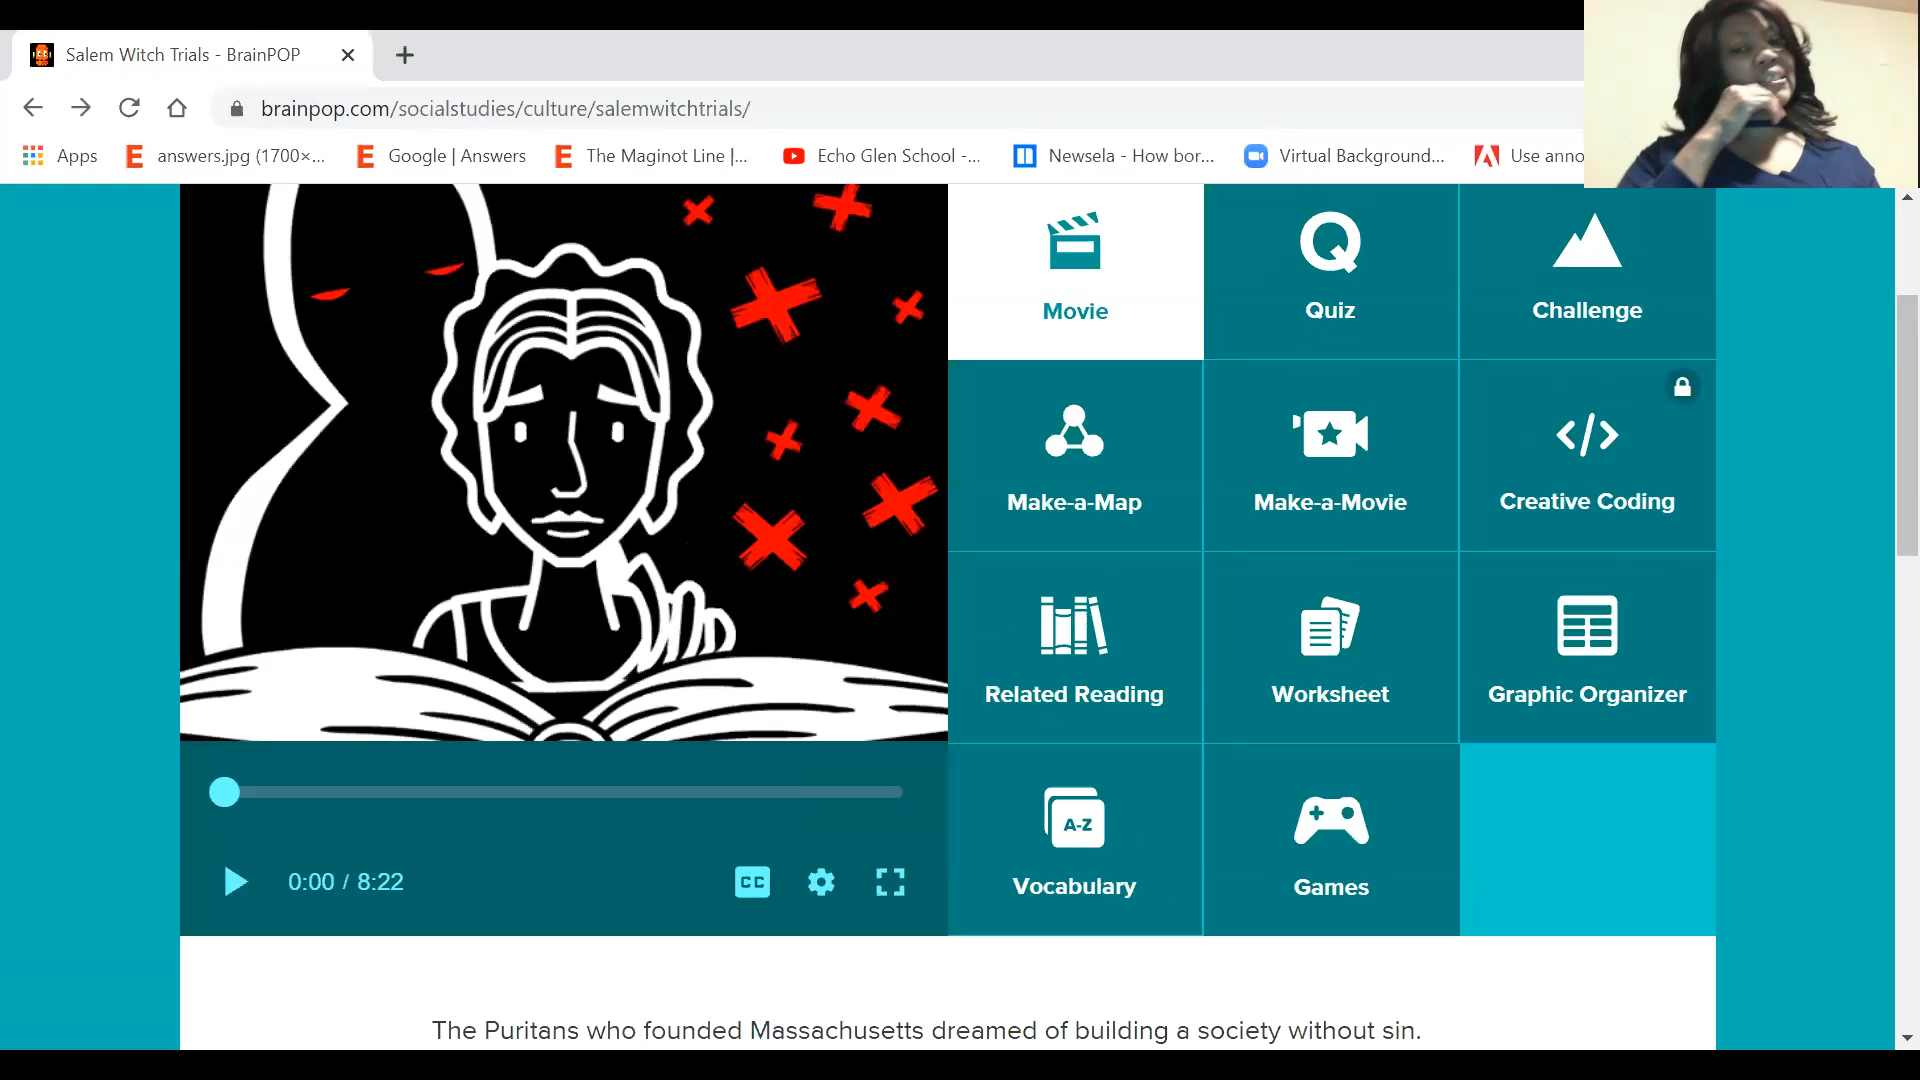 Salem Witch Trials - BrainPOP
brainpop.com/socialstudies/culture/salemwitchtrials/
Apps
answers.jpg (1700×...
Google | Answers
The Maginot Line |...
Echo Glen School -...
Newsela - How bor...
Virtual Background...
Use anno
Movie
Quiz
Challenge
Make-a-Map
Make-a-Movie
Creative Coding
Related Reading
Worksheet
Graphic Organizer
A-Z
Vocabulary
Games
0:00 / 8:22
CC
The Puritans who founded Massachusetts dreamed of building a society without sin.